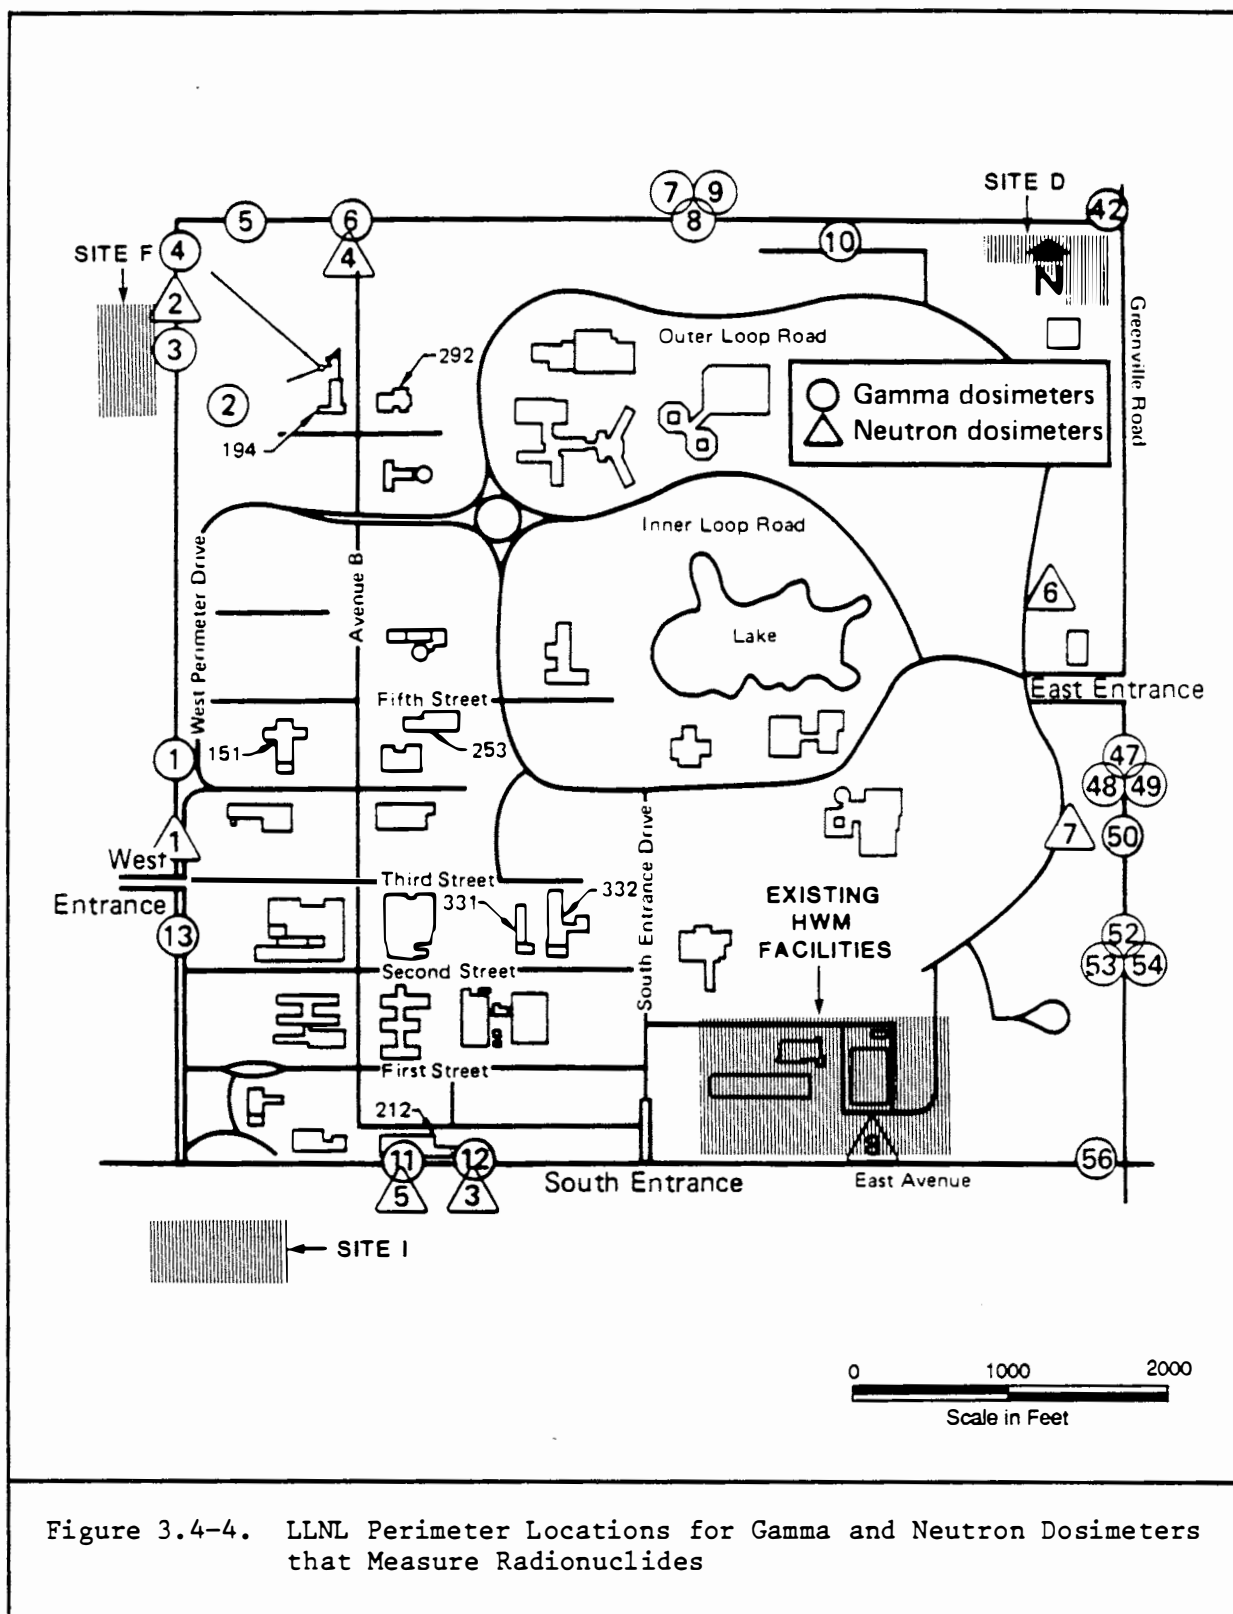 SITE D
7
9
42
5
6
8
4
10
SITE F
4
2
N
3
Outer Loop Road
Greenville Road
292
2
Gamma dosimeters
Neutron dosimeters
194
Inner Loop Road
West Perimeter Drive
Avenue B
6
Lake
East Entrance
Fifth Street
151
253
1
47
48
49
1
7
50
West
Entrance
Third Street
331
332
South Entrance Drive
EXISTING
HWM
FACILITIES
13
52
53
54
Second Street
First Street
212
11
12
8
56
5
3
South Entrance
East Avenue
SITE I
0 1000 2000
Scale in Feet
Figure 3.4-4. LLNL Perimeter Locations for Gamma and Neutron Dosimeters
that Measure Radionuclides